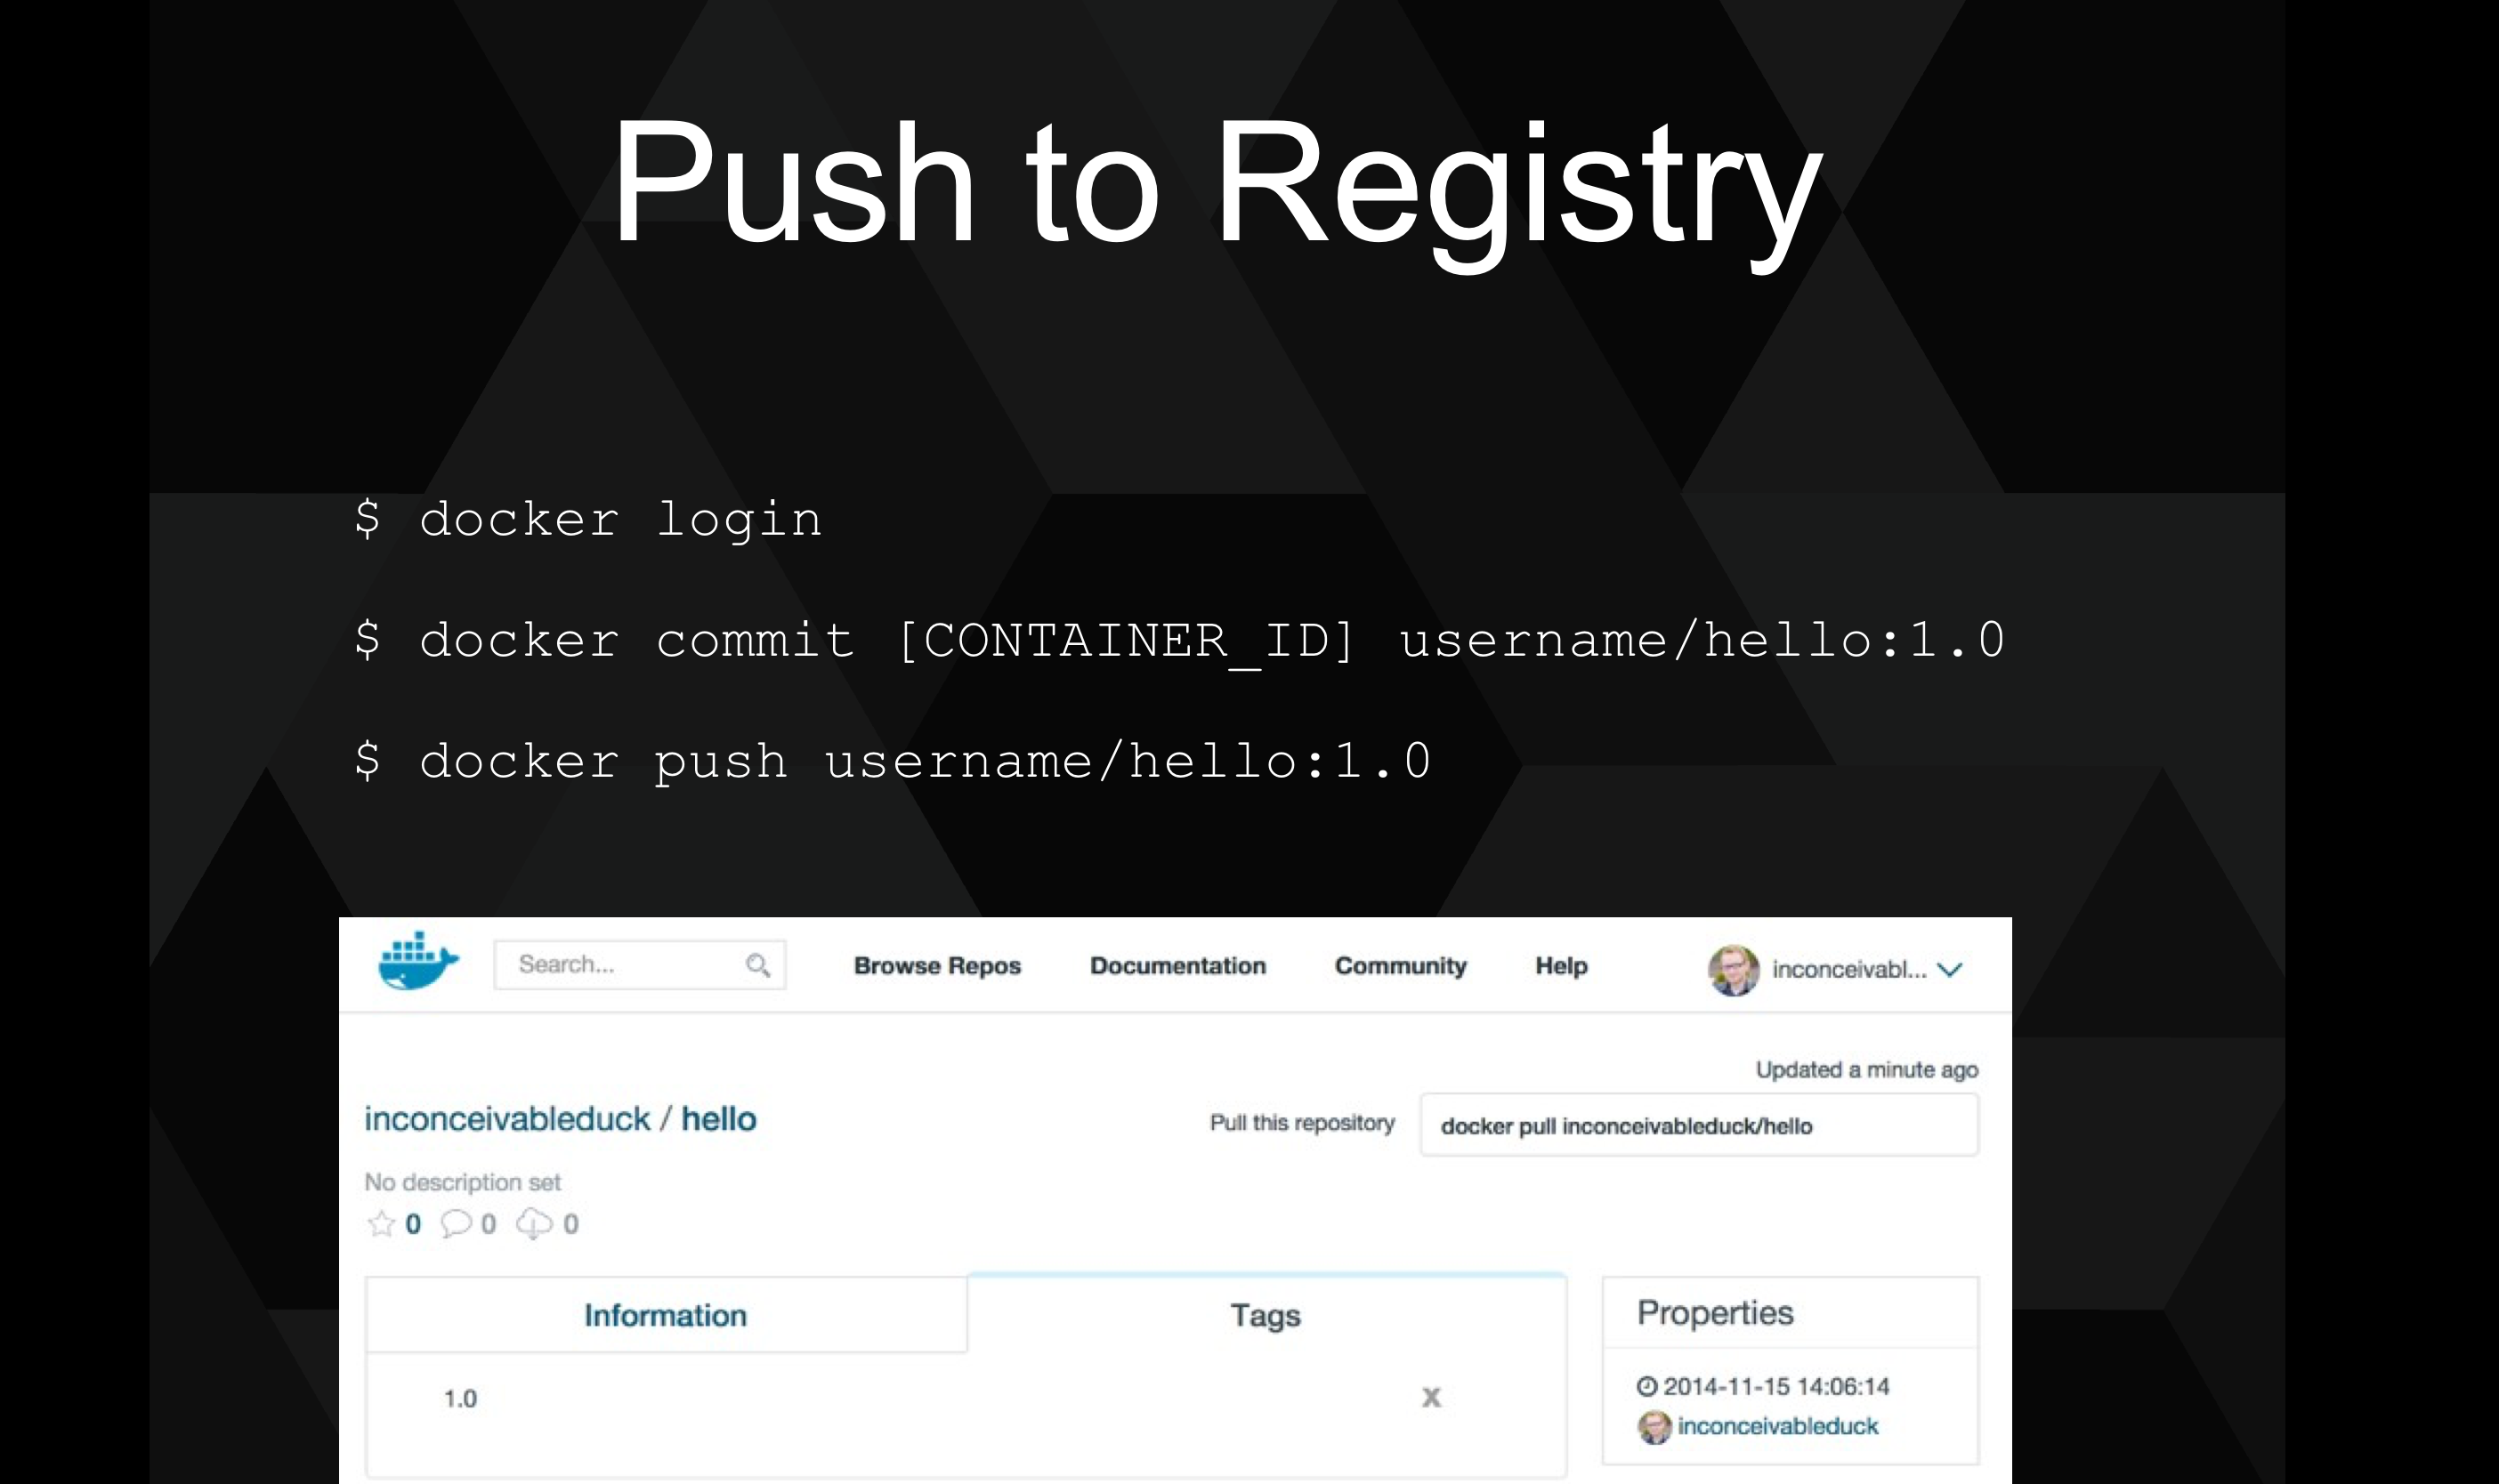 Push to Registry
$ docker login
$ docker commit [CONTAINER_ID] username/hello:1.0
$ docker push username/hello:1.0
Search... Browse Repos Documentation Community Help inconceivabl...
Updated a minute ago
inconceivableduck / hello Pull this repository docker pull inconceivableduck/hello
No description set
0 0 0
Information Tags Properties
1.0 X 2014-11-15 14:06:14
inconceivableduck